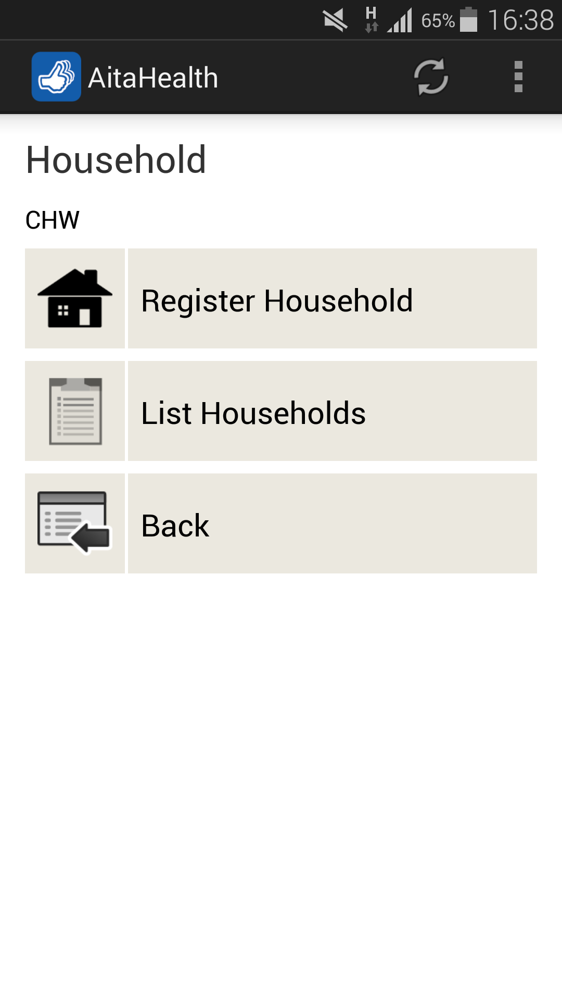 H
65% 16:38
AitaHealth
Household
CHW
Register Household
List Households
Back